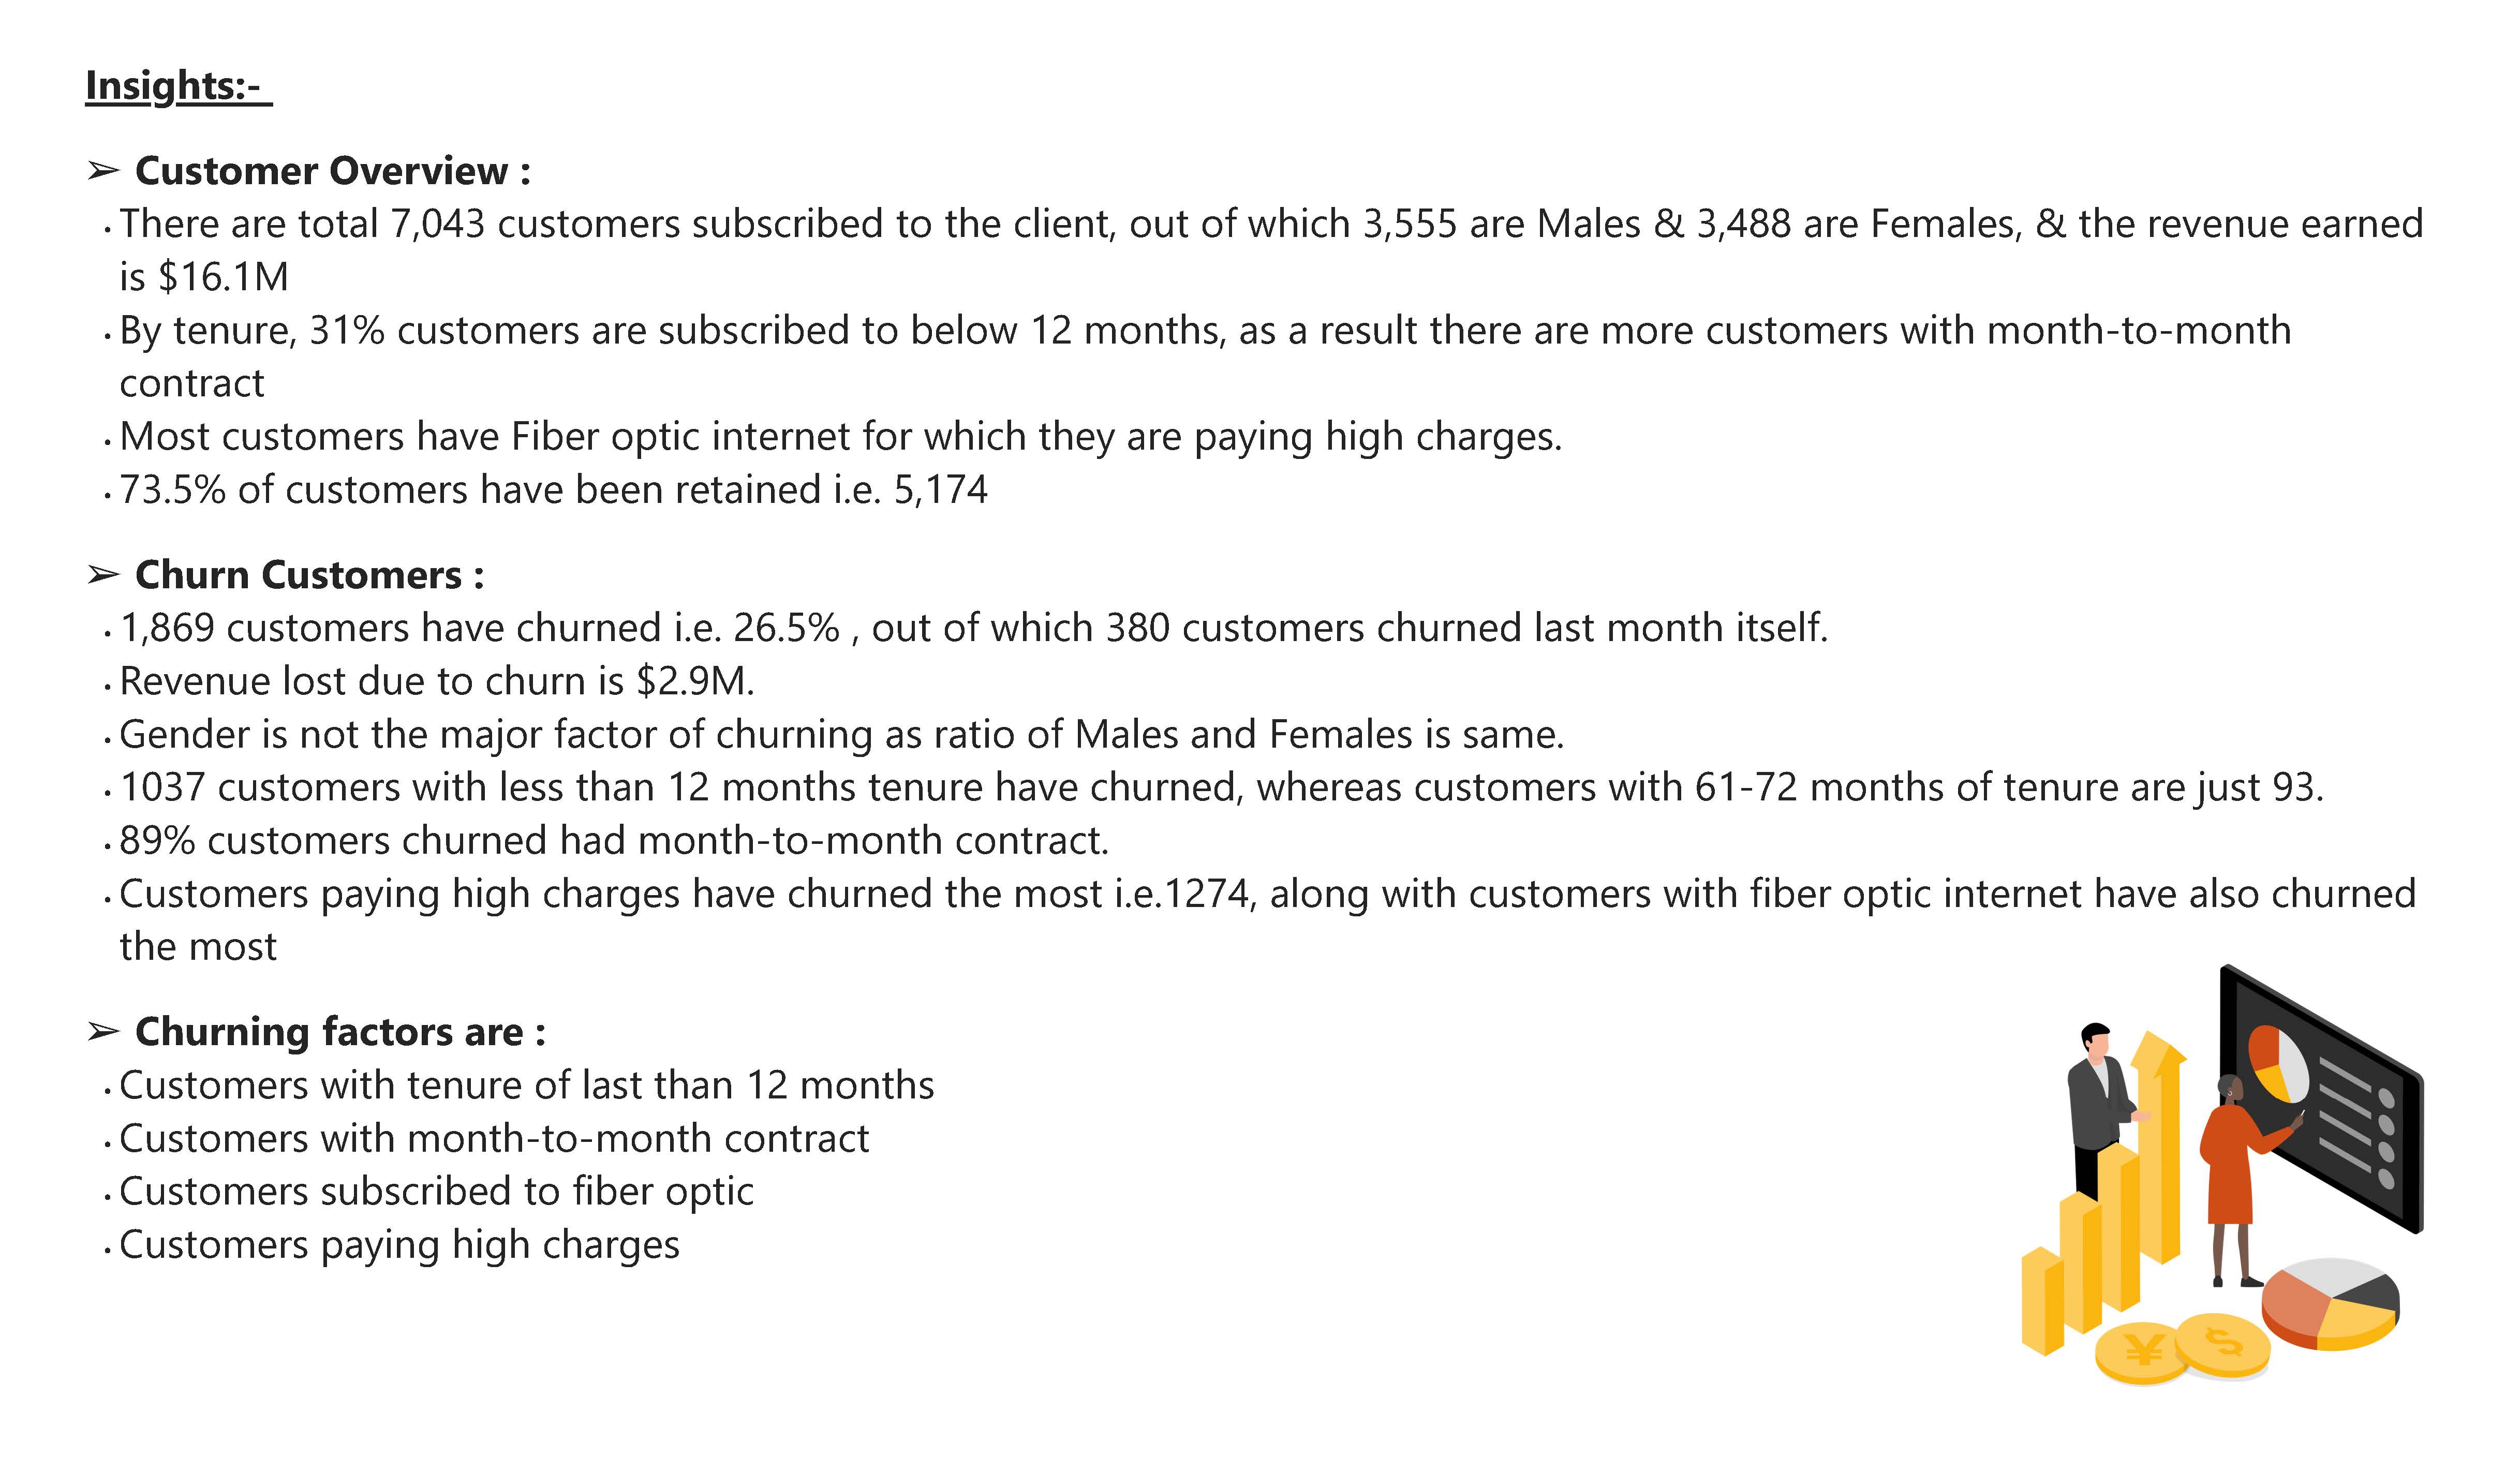 Insights:-
➢ Customer Overview :
• There are total 7,043 customers subscribed to the client, out of which 3,555 are Males & 3,488 are Females, & the revenue earned
is $16.1M
• By tenure, 31% customers are subscribed to below 12 months, as a result there are more customers with month-to-month
contract
• Most customers have Fiber optic internet for which they are paying high charges.
• 73.5% of customers have been retained i.e. 5,174
➢ Churn Customers :
• 1,869 customers have churned i.e. 26.5% , out of which 380 customers churned last month itself.
• Revenue lost due to churn is $2.9M.
• Gender is not the major factor of churning as ratio of Males and Females is same.
• 1037 customers with less than 12 months tenure have churned, whereas customers with 61-72 months of tenure are just 93.
• 89% customers churned had month-to-month contract.
• Customers paying high charges have churned the most i.e.1274, along with customers with fiber optic internet have also churned
the most
➢ Churning factors are :
• Customers with tenure of last than 12 months
• Customers with month-to-month contract
• Customers subscribed to fiber optic
• Customers paying high charges
¥ $